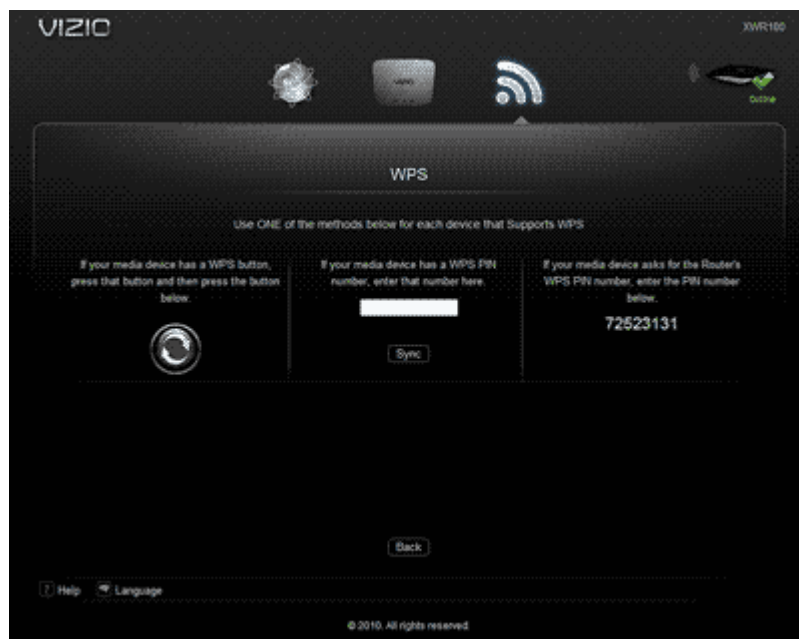 VIZIO
XWR100
Online
WPS
Use ONE of the methods below for each device that Supports WPS
If your media device has a WPS button,
press that button and then press the button
below.
If your media device has a WPS PIN
number, enter that number here.
Sync
If your media device asks for the Router's
WPS PIN number, enter the PIN number
below.
72523131
Back
? Help
Language
© 2010. All rights reserved.